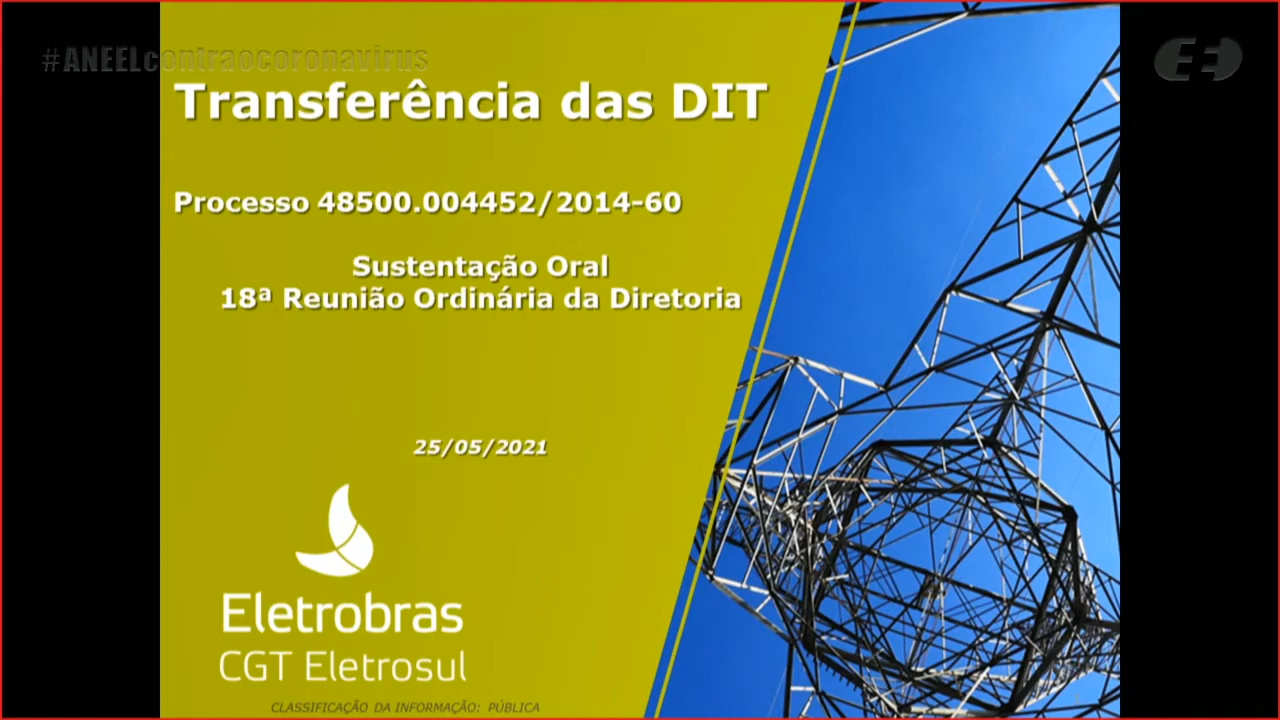 #ANEELcontraocoronavirus
Transferência das DIT
Processo 48500.004452/2014-60
Sustentação Oral
18ª Reunião Ordinária da Diretoria
25/05/2021
Eletrobras
CGT Eletrosul
CLASSIFICAÇÃO DA INFORMAÇÃO: PÚBLICA